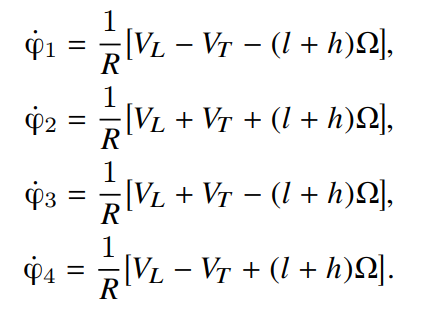 φ̇₁ = 1/R [V_L − V_T − (l + h)Ω],
φ̇₂ = 1/R [V_L + V_T + (l + h)Ω],
φ̇₃ = 1/R [V_L + V_T − (l + h)Ω],
φ̇₄ = 1/R [V_L − V_T + (l + h)Ω].